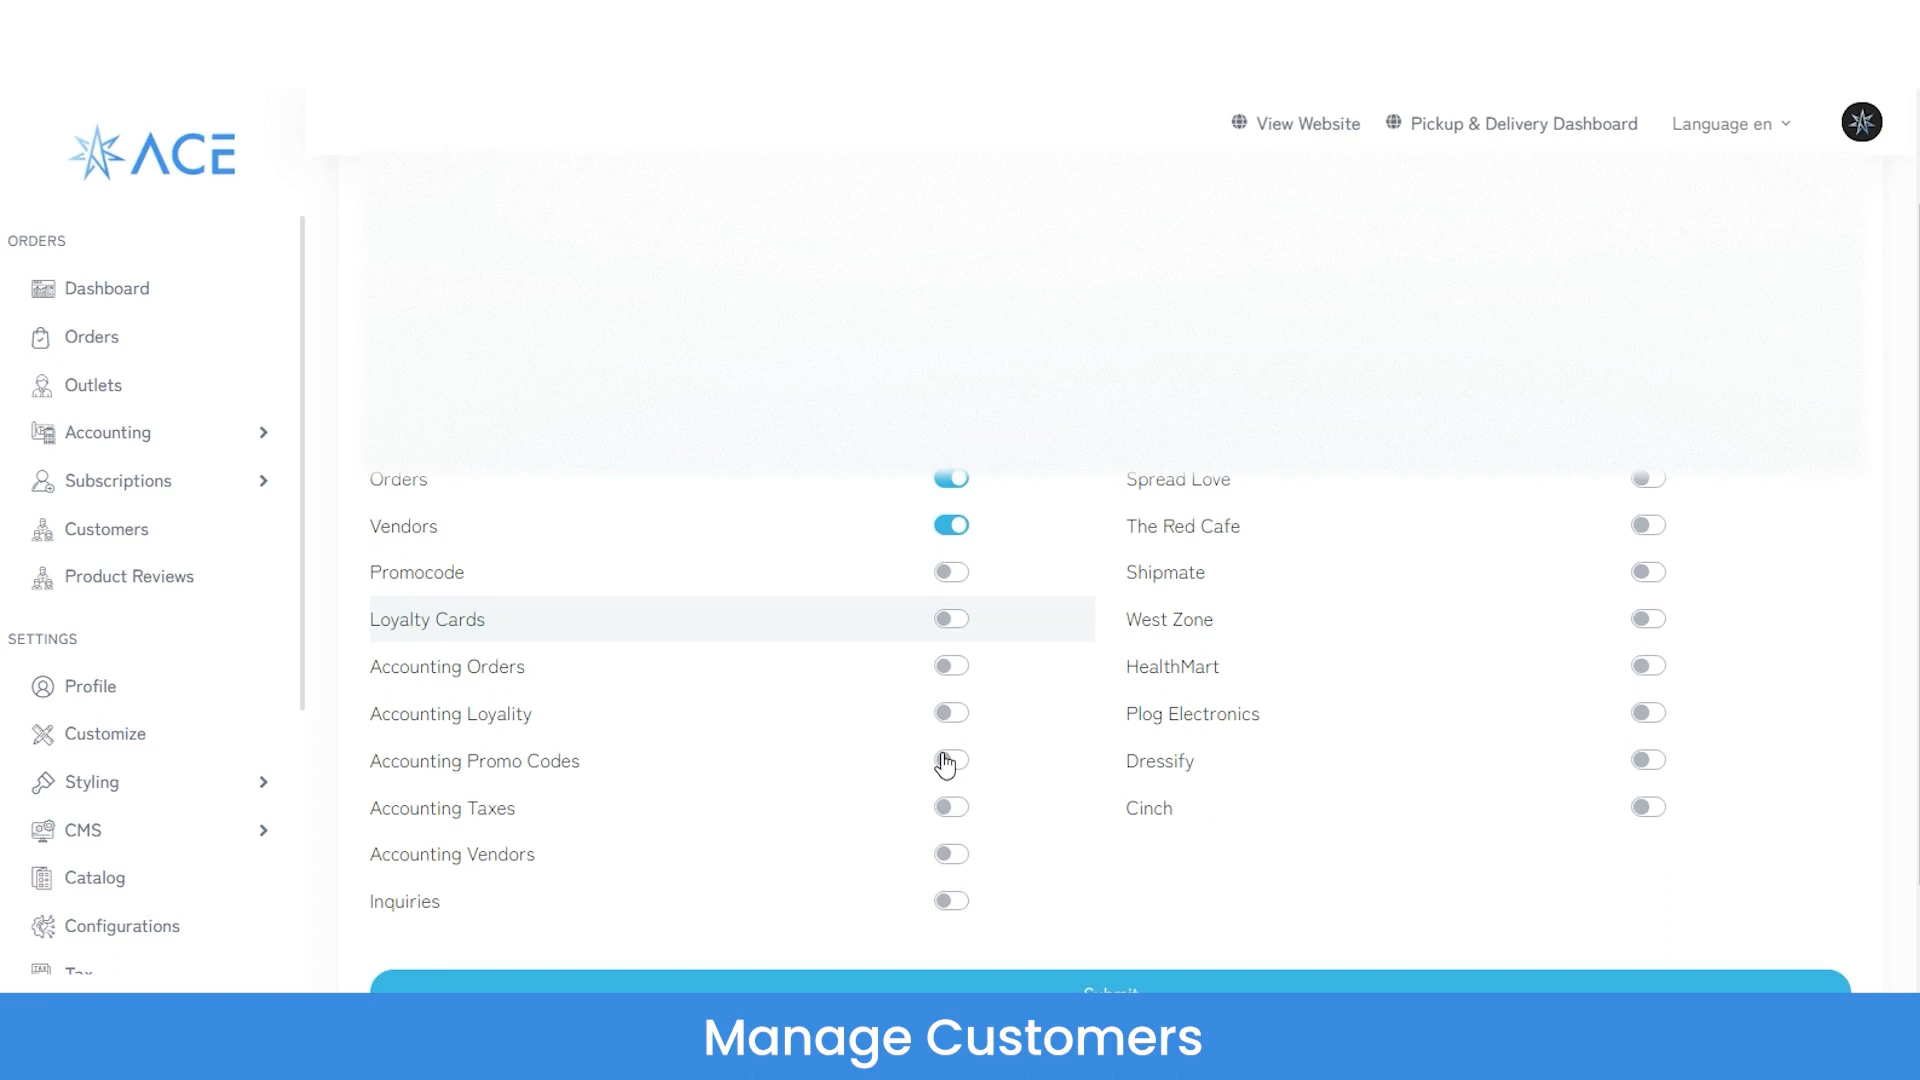 ACE
View Website
Pickup & Delivery Dashboard
Language en
ORDERS
Dashboard
Orders
Outlets
Accounting
Subscriptions
Customers
Product Reviews
SETTINGS
Profile
Customize
Styling
CMS
Catalog
Configurations
Tax
Orders
Vendors
Promocode
Loyalty Cards
Accounting Orders
Accounting Loyality
Accounting Promo Codes
Accounting Taxes
Accounting Vendors
Inquiries
Spread Love
The Red Cafe
Shipmate
West Zone
HealthMart
Plog Electronics
Dressify
Cinch
Submit
Manage Customers